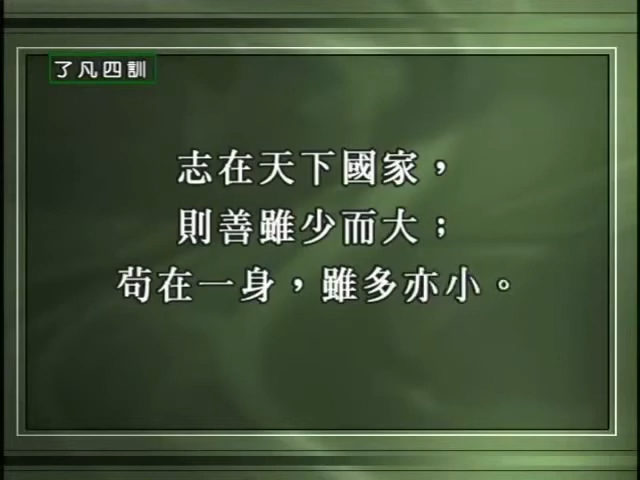 了凡四訓
志在天下國家，
則善雖少而大；
苟在一身，雖多亦小。